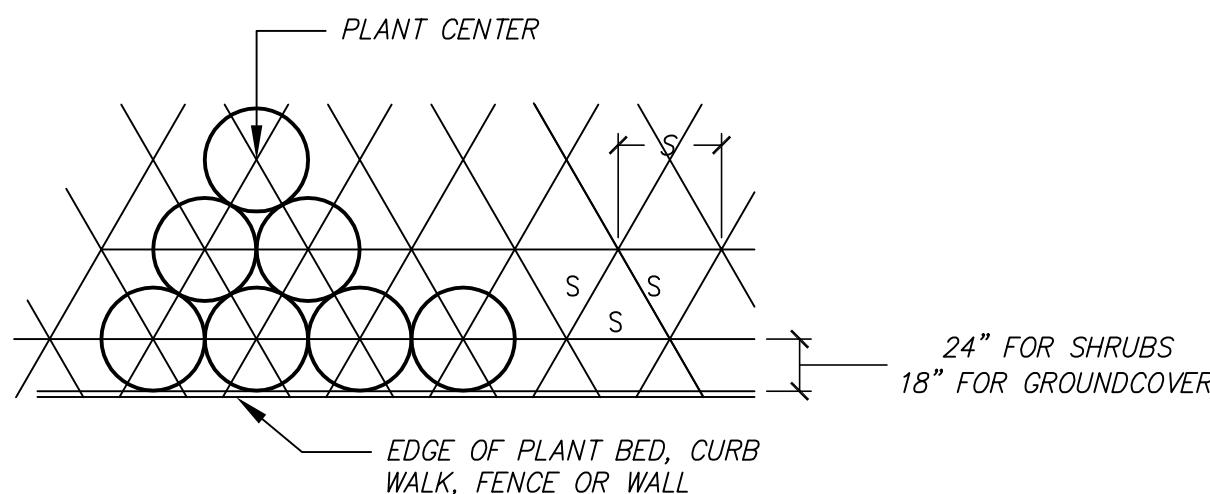 PLANT CENTER
S
S
S
S
24” FOR SHRUBS
18” FOR GROUNDCOVER
EDGE OF PLANT BED, CURB
WALK, FENCE OR WALL